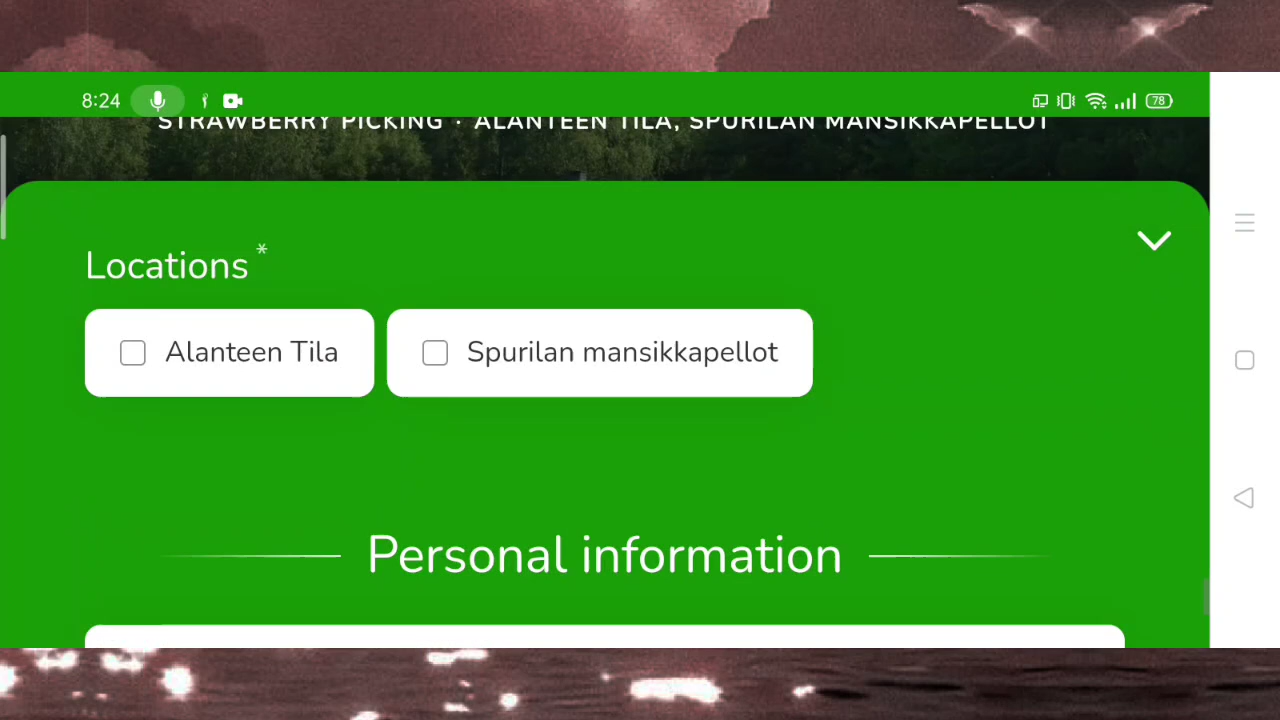 8:24
78
STRAWBERRY PICKING · ALANTEEN TILA, SPURILAN MANSIKKAPELLOT
Locations *
Alanteen Tila
Spurilan mansikkapellot
Personal information